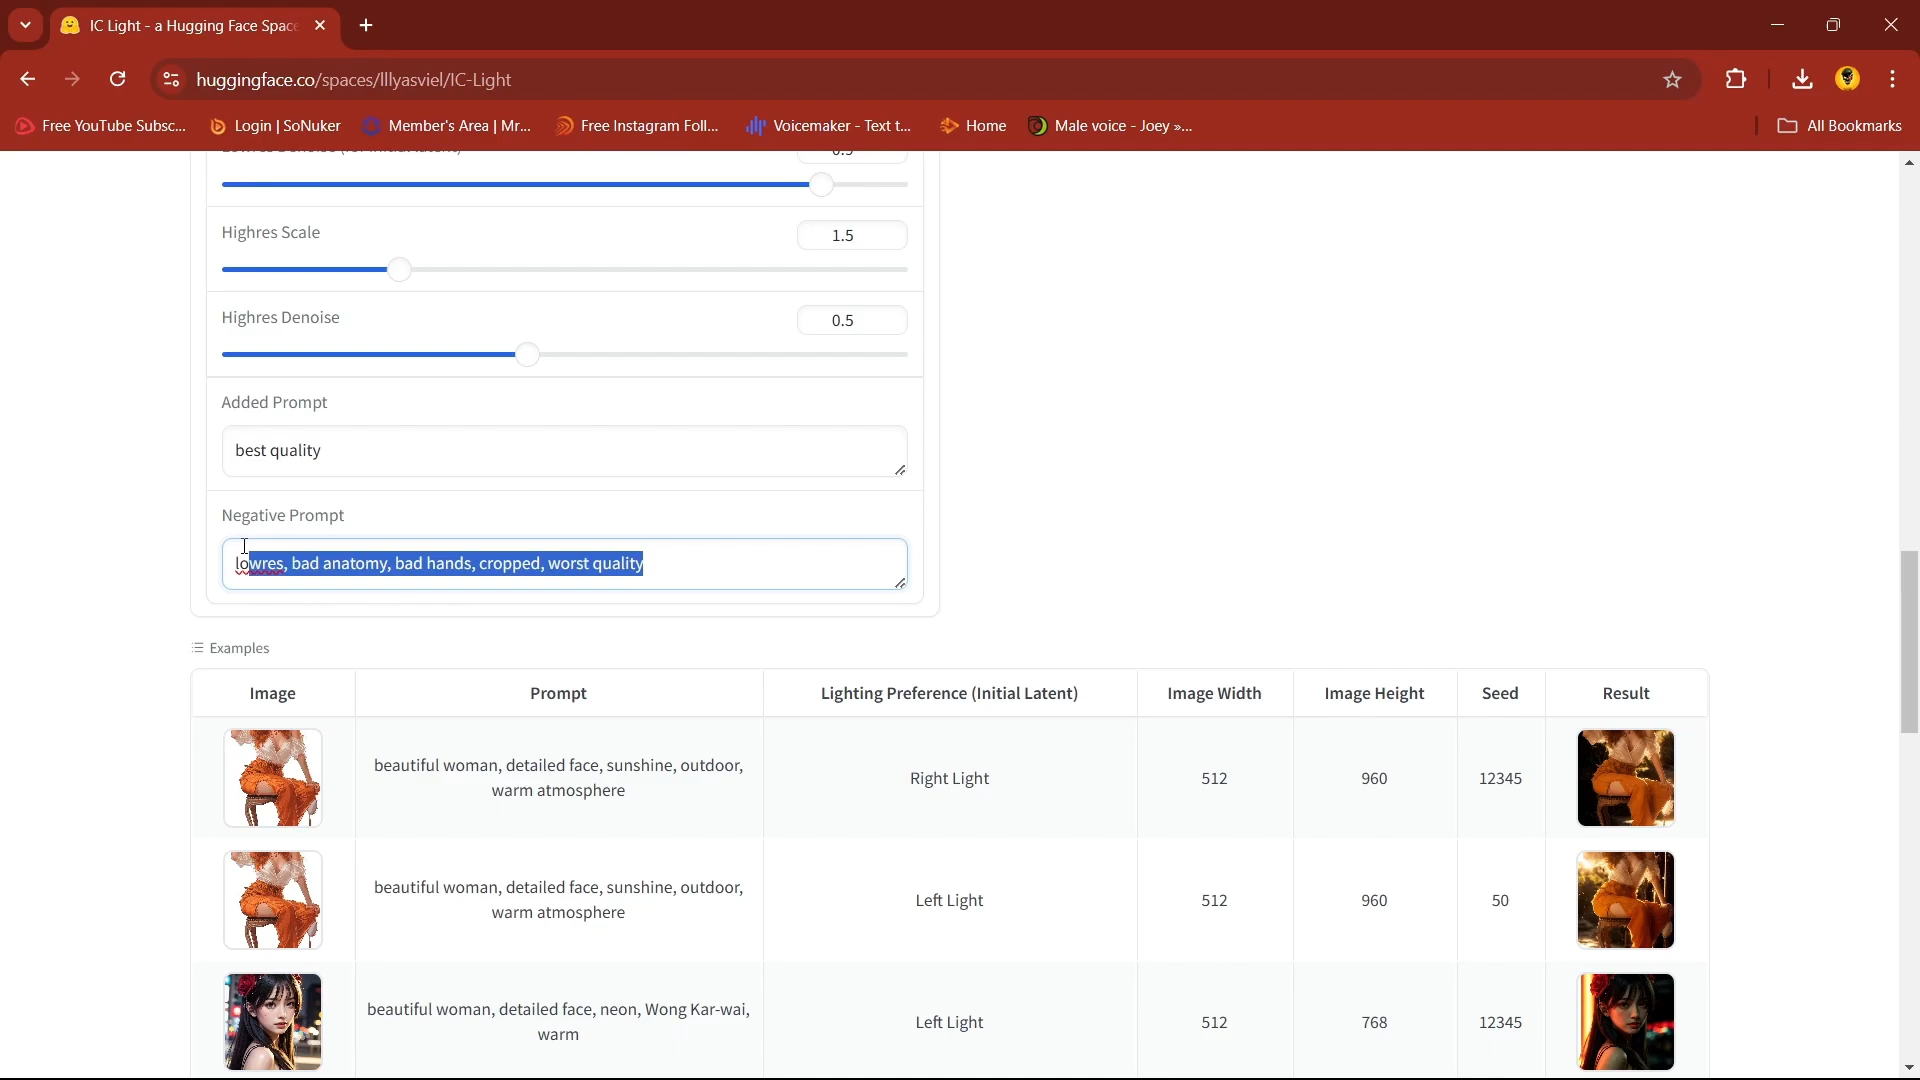 IC Light - a Hugging Face Space
huggingface.co/spaces/lllyasviel/IC-Light
Free YouTube Subsc... Login | SoNuker Member's Area | Mr... Free Instagram Foll... Voicemaker - Text t... Home Male voice - Joey »... All Bookmarks
Highres Scale 1.5
Highres Denoise 0.5
Added Prompt
best quality
Negative Prompt
lowres, bad anatomy, bad hands, cropped, worst quality
Examples
Image Prompt Lighting Preference (Initial Latent) Image Width Image Height Seed Result
beautiful woman, detailed face, sunshine, outdoor,
warm atmosphere
Right Light 512 960 12345
beautiful woman, detailed face, sunshine, outdoor,
warm atmosphere
Left Light 512 960 50
beautiful woman, detailed face, neon, Wong Kar-wai,
warm
Left Light 512 768 12345